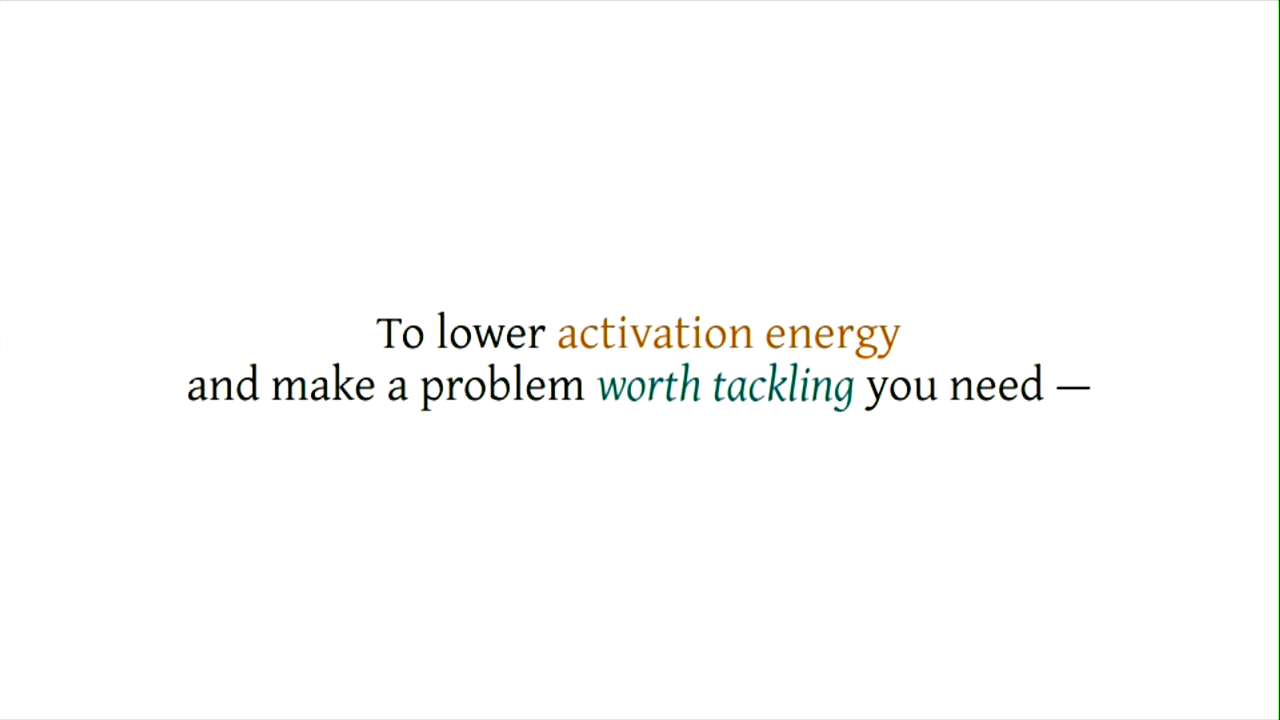 To lower activation energy
and make a problem worth tackling you need —